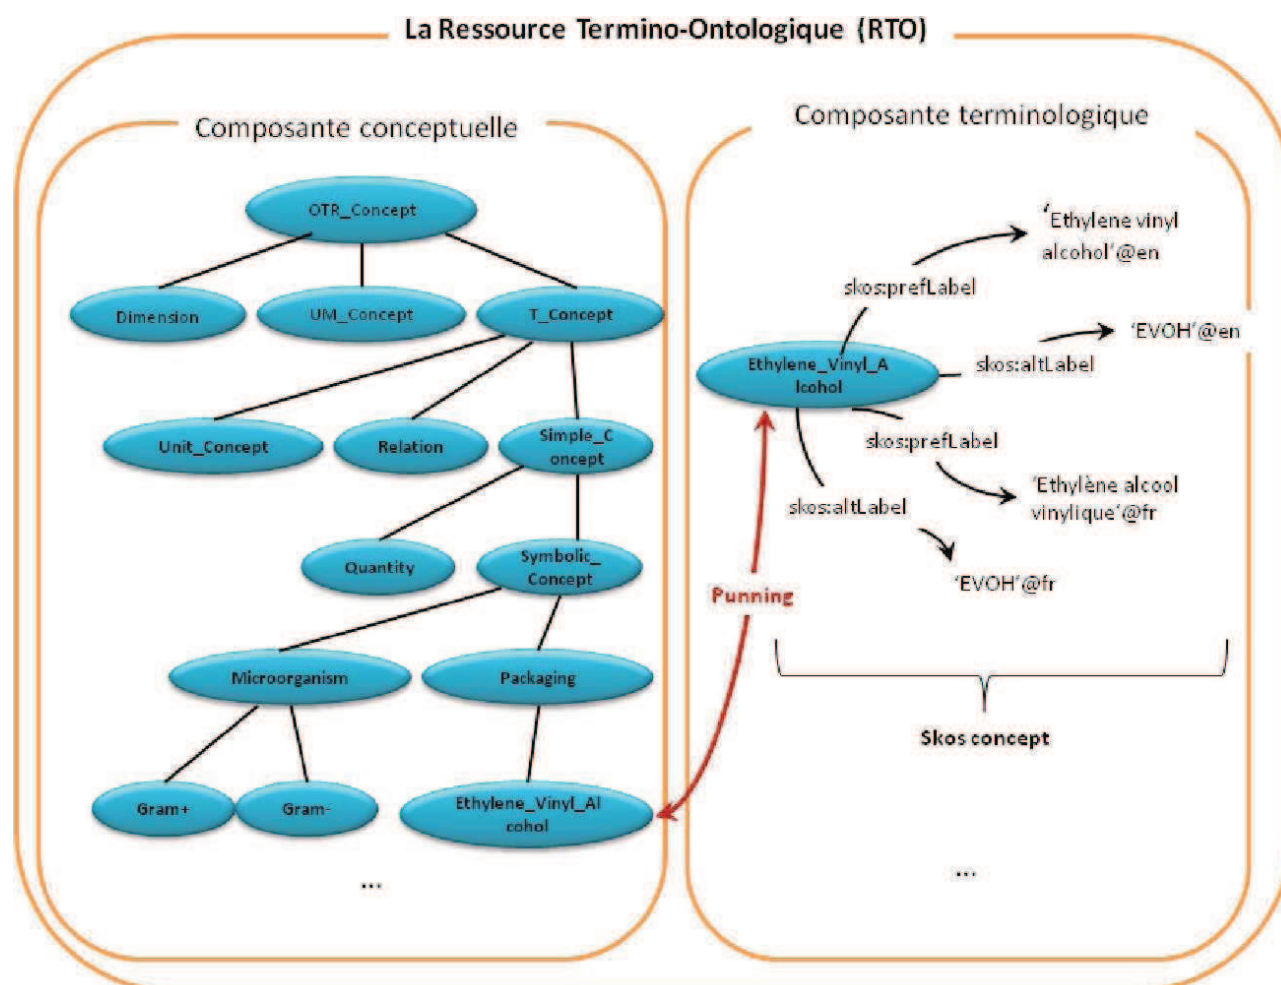 La Ressource Termino-Ontologique (RTO)
Composante conceptuelle
OTR_Concept
Dimension
UM_Concept
T_Concept
Unit_Concept
Relation
Simple_C
oncept
Quantity
Symbolic_
Concept
Microorganism
Packaging
Gram+
Gram-
Ethylene_Vinyl_Al
cohol
...
Composante terminologique
‘Ethylene vinyl
alcohol’@en
skos:prefLabel
‘EVOH’@en
skos:altLabel
Ethylene_Vinyl_A
lcohol
skos:prefLabel
‘Ethylène alcool
vinylique’@fr
skos:altLabel
‘EVOH’@fr
Punning
Skos concept
...